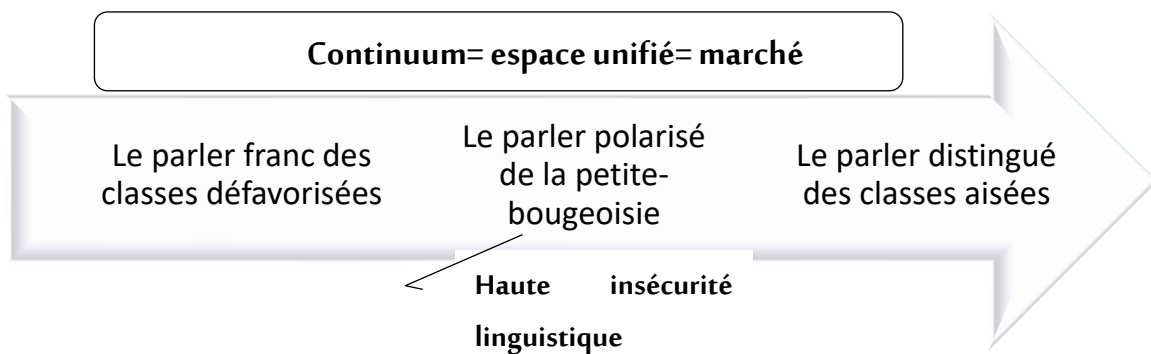 Continuum= espace unifié= marché
Le parler franc des
classes défavorisées
Le parler polarisé
de la petite-
bougeoisie
Le parler distingué
des classes aisées
Haute insécurité
linguistique